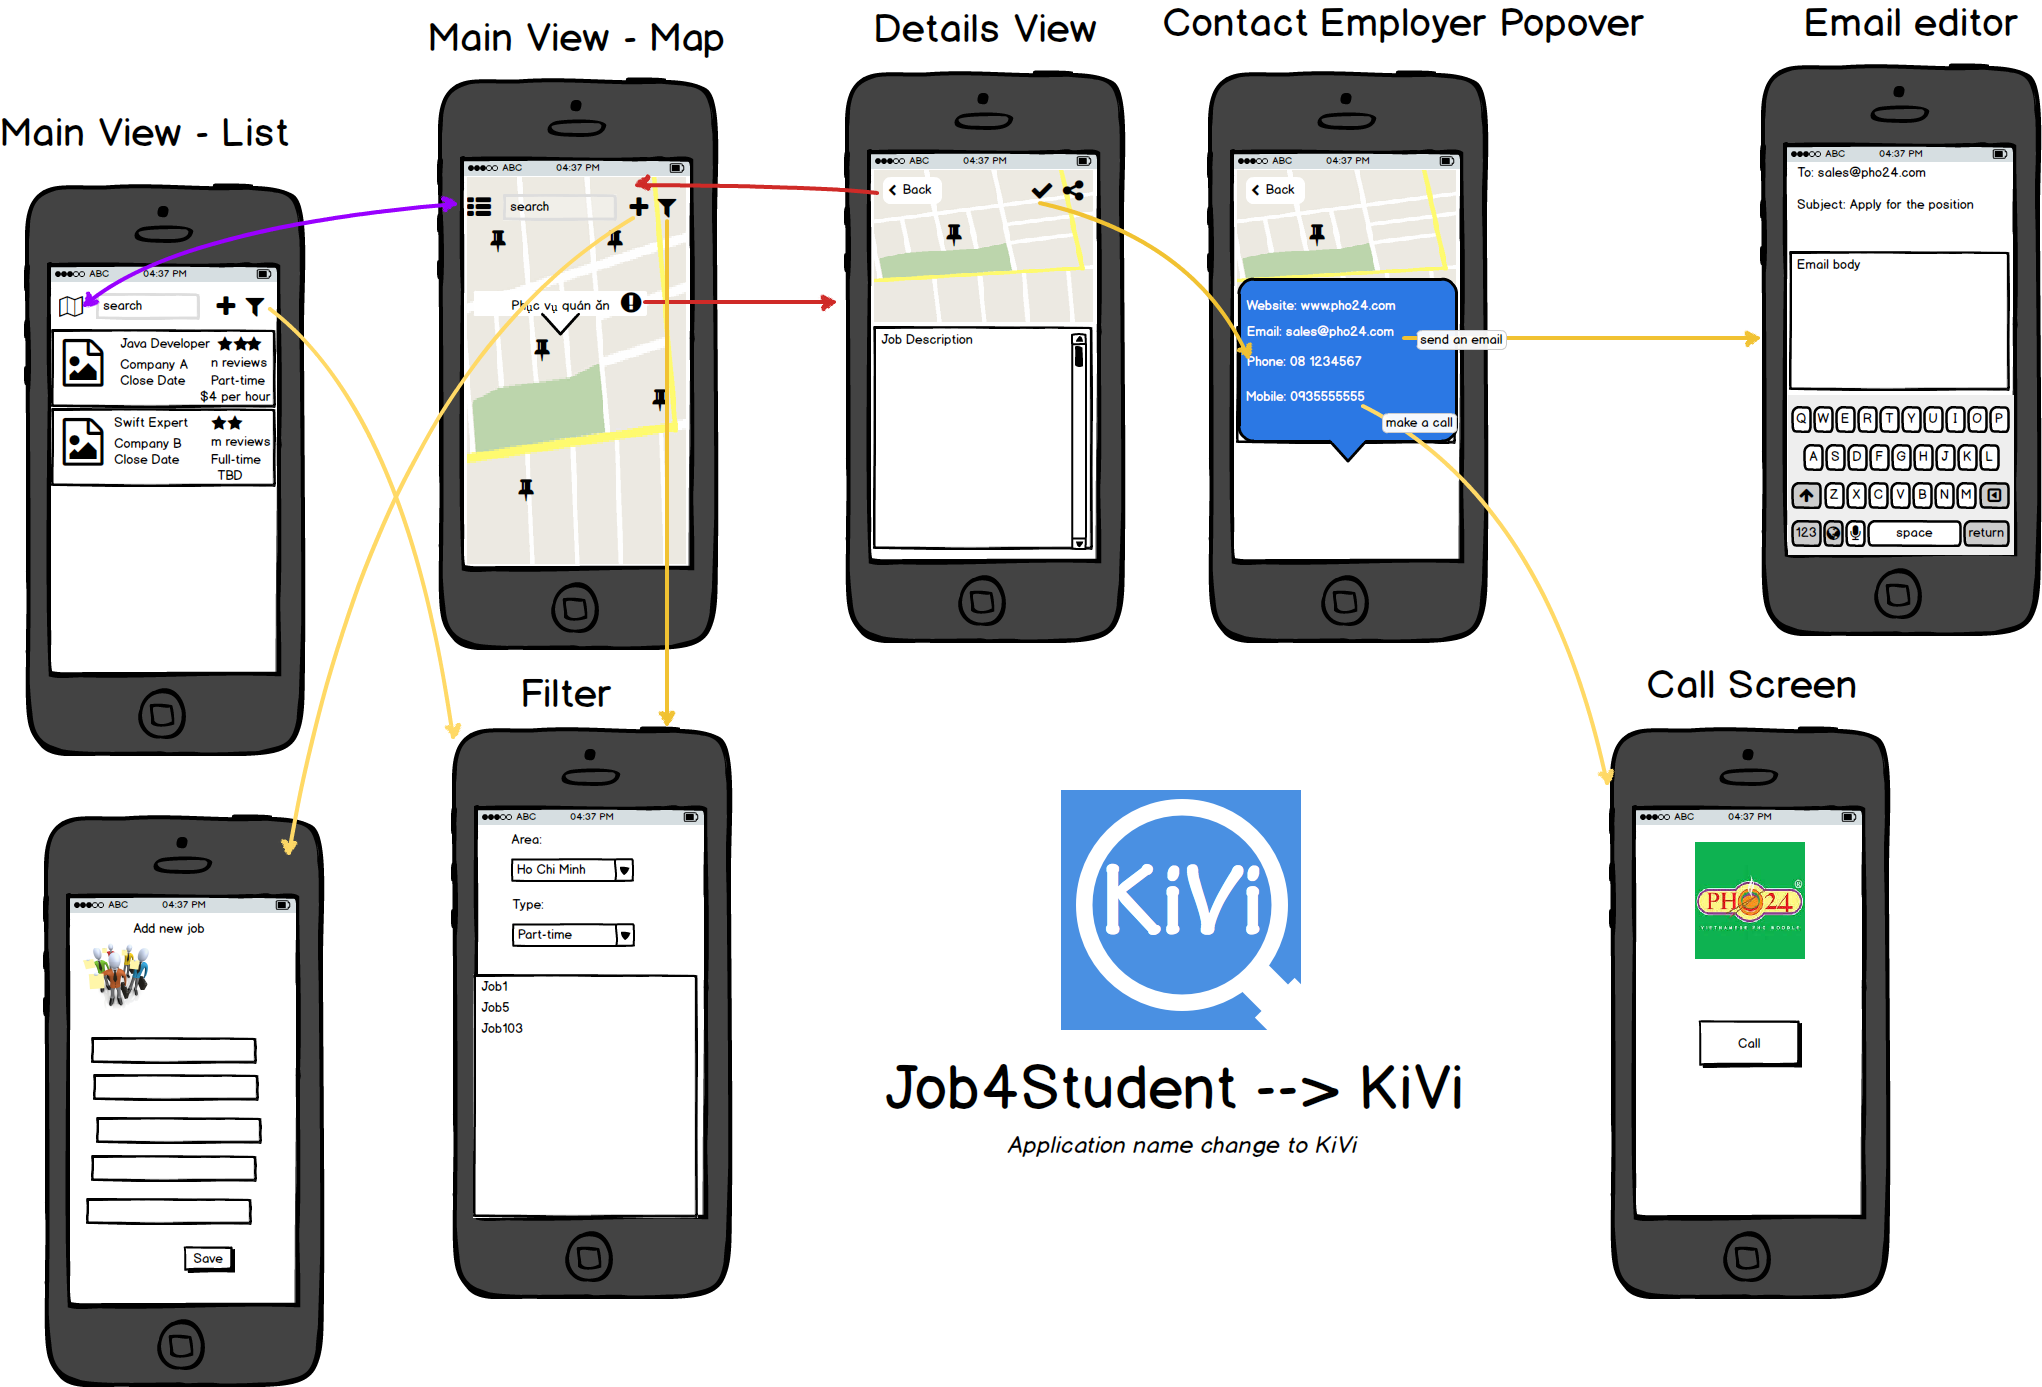 Main View - List
ABC 04:37 PM
search
Java Developer
Company A n reviews
Close Date Part-time
$4 per hour
Swift Expert
Company B m reviews
Close Date Full-time
TBD
Main View - Map
ABC 04:37 PM
search
Phục vụ quán ăn
Details View
ABC 04:37 PM
Back
Job Description
Contact Employer Popover
ABC 04:37 PM
Back
Website: www.pho24.com
Email: sales@pho24.com
send an email
Phone: 08 1234567
Mobile: 0935555555
make a call
Email editor
ABC 04:37 PM
To: sales@pho24.com
Subject: Apply for the position
Email body
Q W E R T Y U I O P
A S D F G H J K L
Z X C V B N M
123 space return
ABC 04:37 PM
Add new job
Save
Filter
ABC 04:37 PM
Area:
Ho Chi Minh
Type:
Part-time
Job1
Job5
Job103
KiVi
Job4Student --> KiVi
Application name change to KiVi
Call Screen
ABC 04:37 PM
PHO24 ®
VIETNAMESE PHO NOODLE
Call